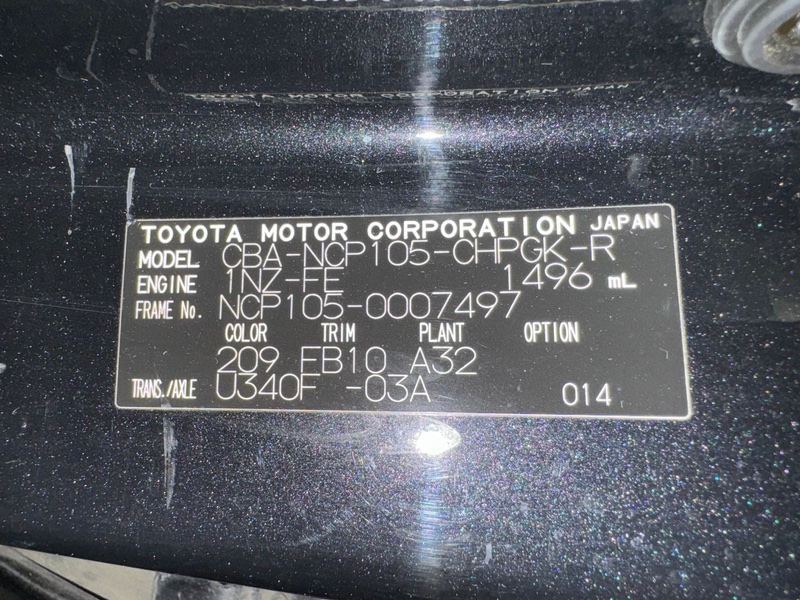 TOYOTA MOTOR CORPORATION JAPAN
MODEL CBA-NCP105-CHPGK-R
ENGINE 1NZ-FE 1496 mL
FRAME No. NCP105-0007497
COLOR TRIM PLANT OPTION
209 FB10 A32
TRANS./AXLE U340F -03A 014